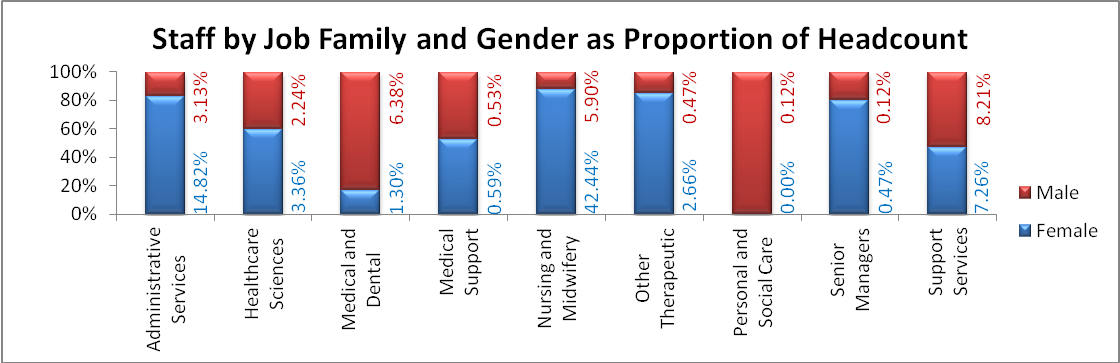 Staff by Job Family and Gender as Proportion of Headcount
100%
80%
60%
40%
20%
0%
3.13%
14.82%
2.24%
3.36%
6.38%
1.30%
0.53%
0.59%
5.90%
42.44%
0.47%
2.66%
0.12%
0.00%
0.12%
0.47%
8.21%
7.26%
Administrative
Services
Healthcare
Sciences
Medical and
Dental
Medical
Support
Nursing and
Midwifery
Other
Therapeutic
Personal and
Social Care
Senior
Managers
Support
Services
Male
Female